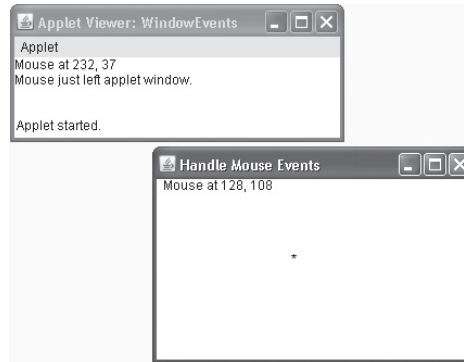 Applet Viewer: WindowEvents
Applet
Mouse at 232, 37
Mouse just left applet window.
Applet started.
Handle Mouse Events
Mouse at 128, 108
*